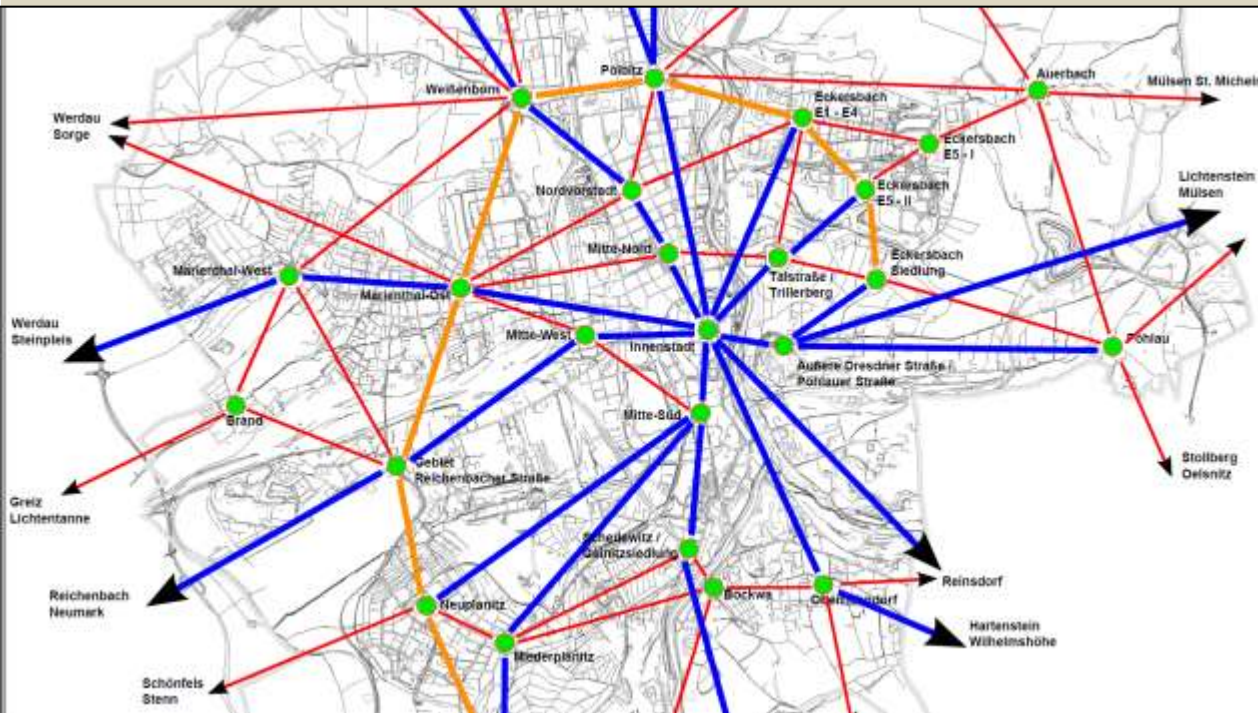 Pölbitz
Auerbach
Mülsen St. Michel
Weißenborn
Eckersbach
E1 - E4
Werdau
Sorge
Eckersbach
E5 - I
Lichtenstein
Mülsen
Nordvorstadt
Eckersbach
E5 - II
Mitte-Nord
Eckersbach
Siedlung
Marienthal-West
Talstraße /
Trillerberg
Marienthal-Ost
Werdau
Steinpleis
Mitte-West
Innenstadt
Pöhlau
Äußere Dresdner Straße /
Pöhlauer Straße
Mitte-Süd
Brand
Gebiet
Reichenbacher Straße
Stollberg
Oelsnitz
Greiz
Lichtentanne
Schedewitz /
Geinitzsiedlung
Reinsdorf
Reichenbach
Neumark
Neuplanitz
Bockwa
Hartenstein
Wilhelmshöhe
Niederplanitz
Schönfels
Stenn